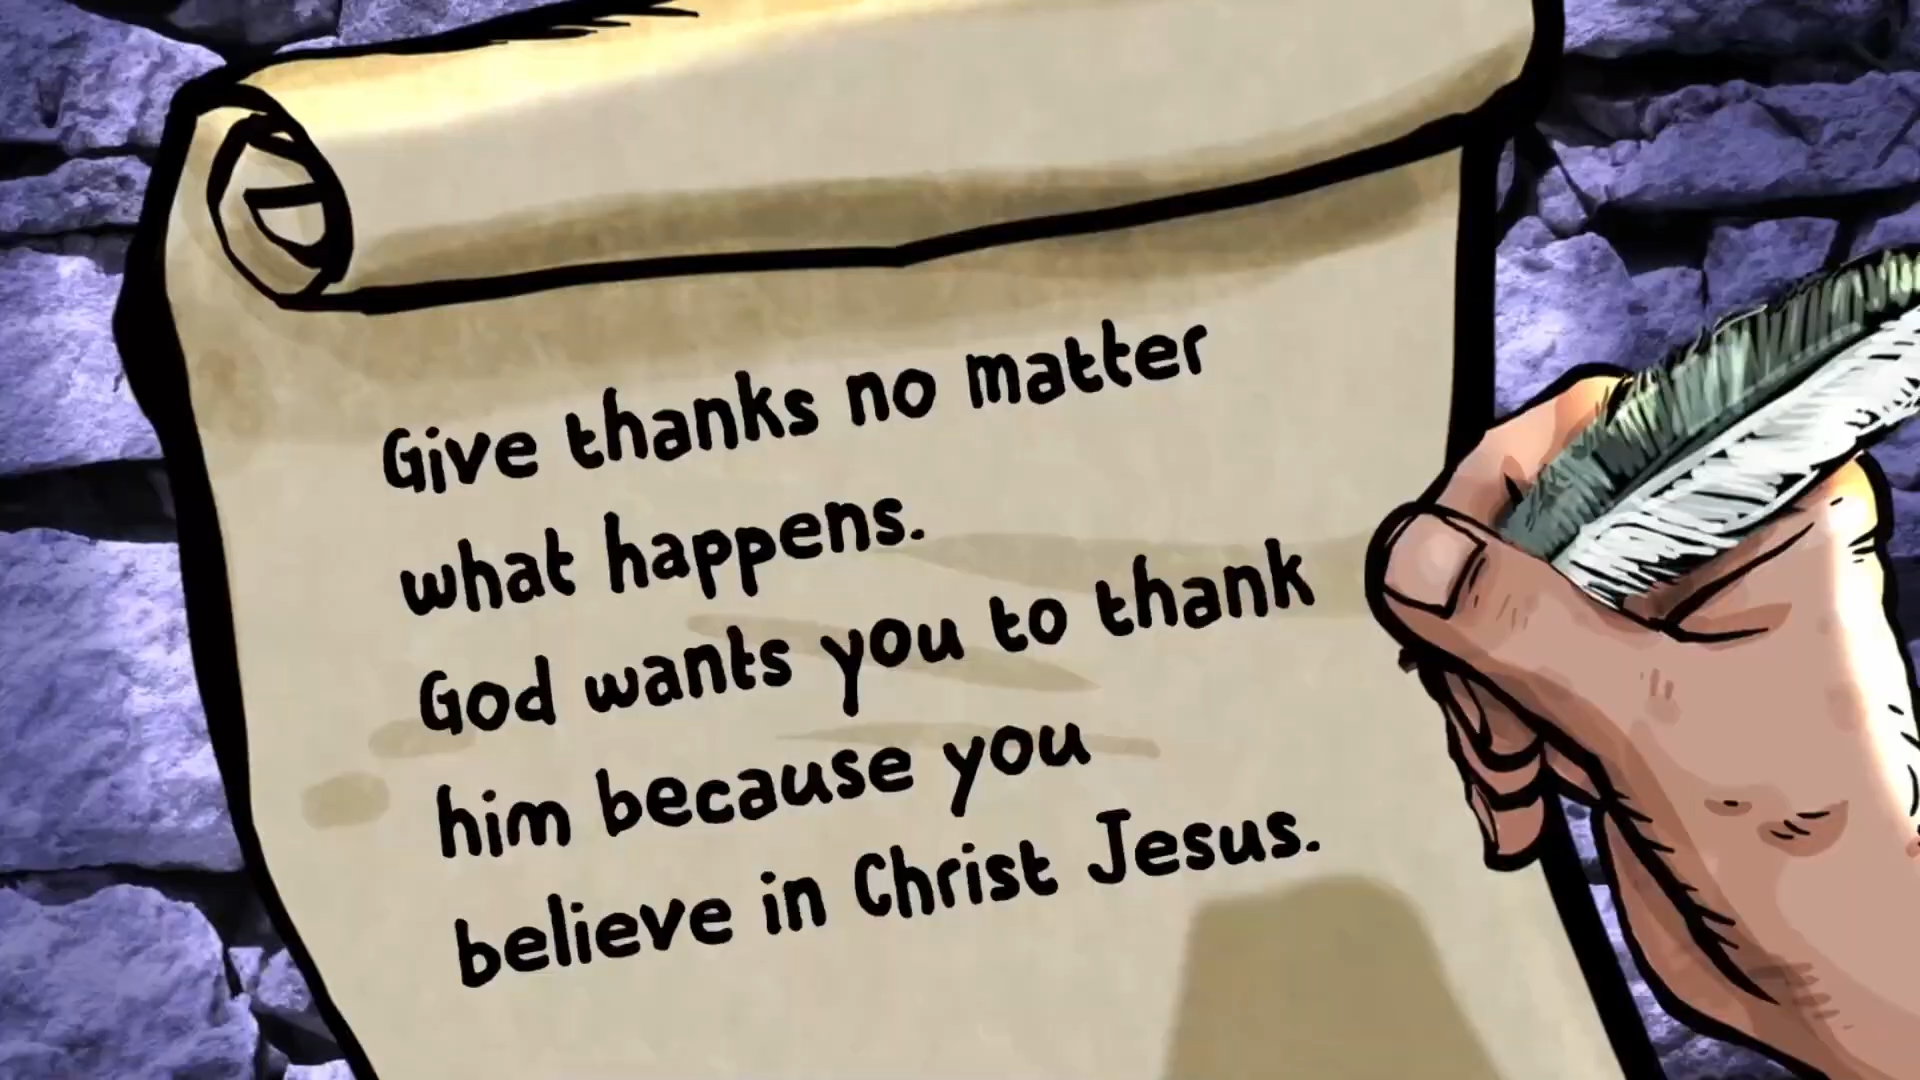 Give thanks no matter
what happens.
God wants you to thank
him because you
believe in Christ Jesus.